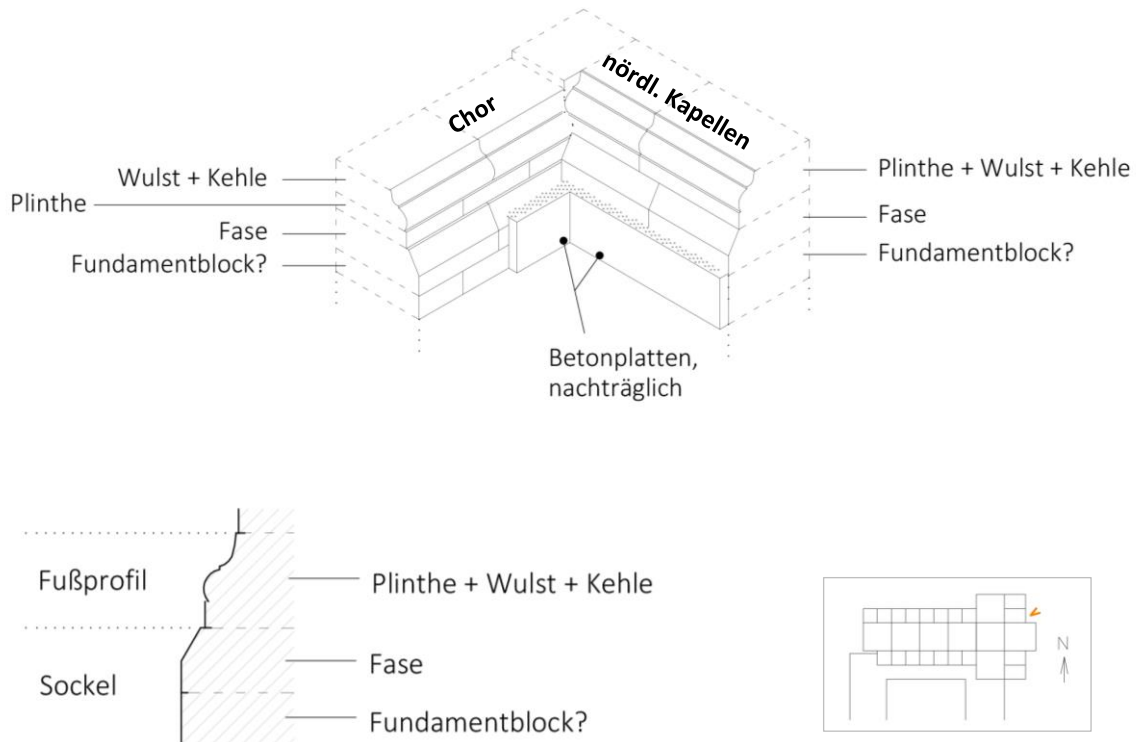 Chor
nördl. Kapellen
Wulst + Kehle
Plinthe
Fase
Fundamentblock?
Plinthe + Wulst + Kehle
Fase
Fundamentblock?
Betonplatten,
nachträglich
Fußprofil
Sockel
Plinthe + Wulst + Kehle
Fase
Fundamentblock?
N